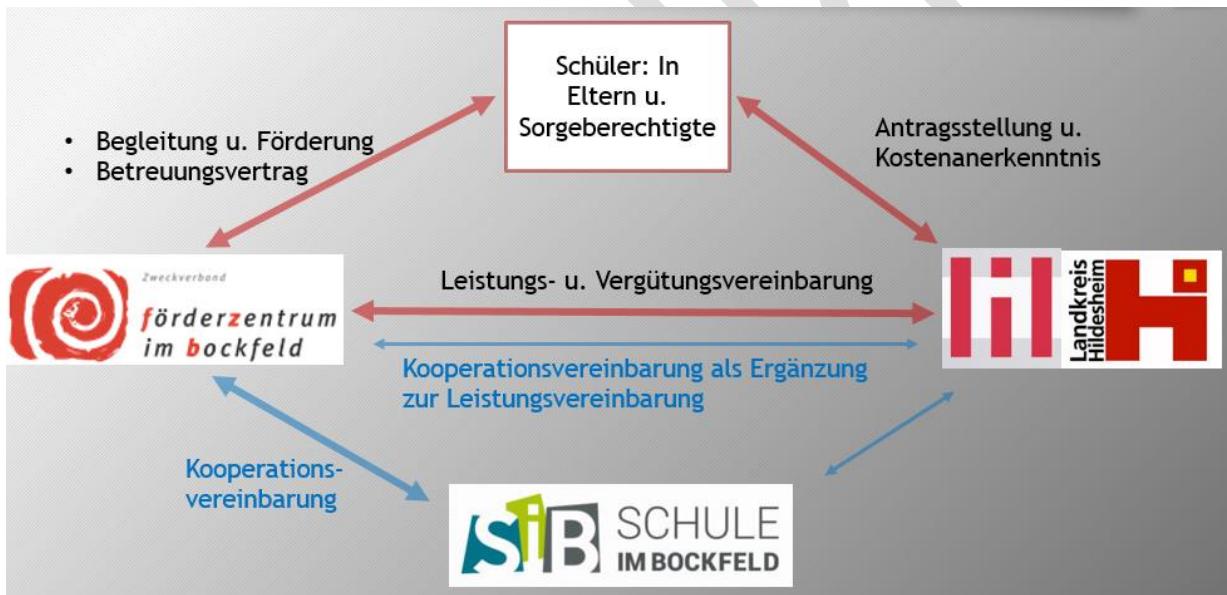 Schüler: In
Eltern u.
Sorgeberechtigte
• Begleitung u. Förderung
• Betreuungsvertrag
Antragsstellung u.
Kostenanerkenntnis
Zweckverband
förderzentrum
im bockfeld
Leistungs- u. Vergütungsvereinbarung
Landkreis
Hildesheim
Kooperationsvereinbarung als Ergänzung
zur Leistungsvereinbarung
Kooperations-
vereinbarung
SiB SCHULE
IM BOCKFELD